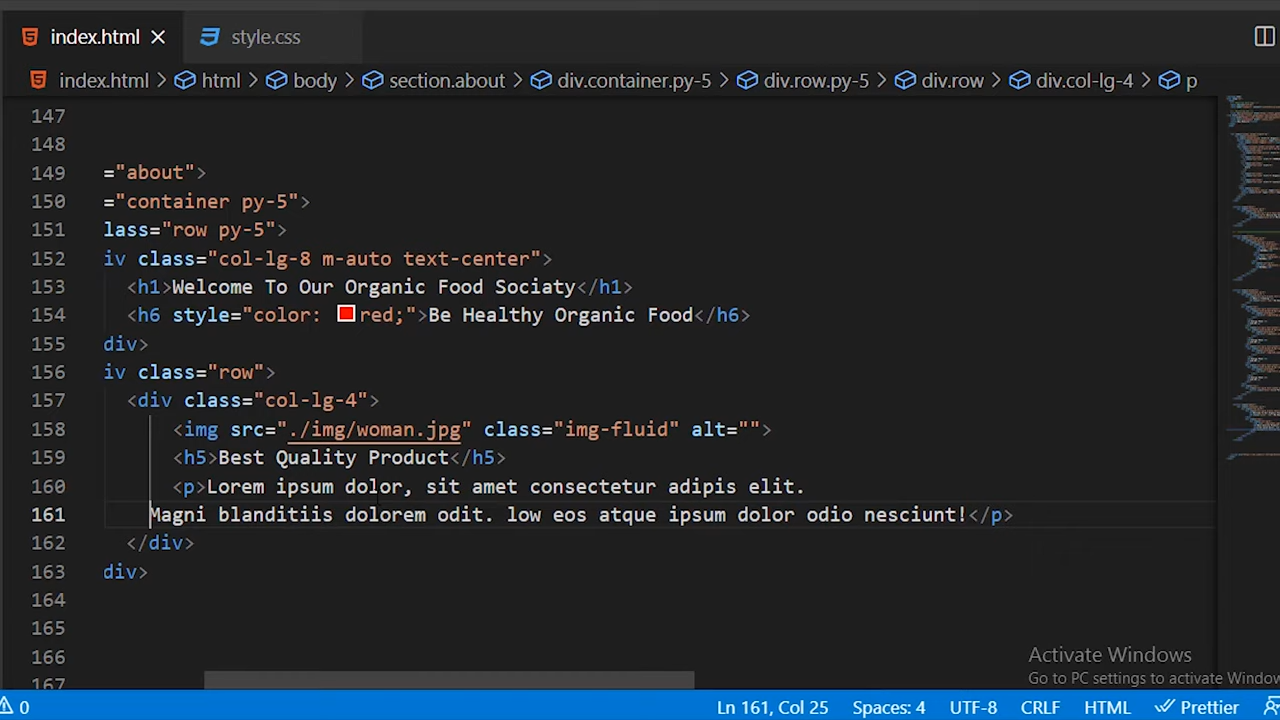 index.html
style.css
index.html > html > body > section.about > div.container.py-5 > div.row.py-5 > div.row > div.col-lg-4 > p
147
148
149 ="about">
150 ="container py-5">
151 lass="row py-5">
152 iv class="col-lg-8 m-auto text-center">
153 <h1>Welcome To Our Organic Food Sociaty</h1>
154 <h6 style="color: red;">Be Healthy Organic Food</h6>
155 div>
156 iv class="row">
157 <div class="col-lg-4">
158 <img src="./img/woman.jpg" class="img-fluid" alt="">
159 <h5>Best Quality Product</h5>
160 <p>Lorem ipsum dolor, sit amet consectetur adipis elit.
161 Magni blanditiis dolorem odit. low eos atque ipsum dolor odio nesciunt!</p>
162 </div>
163 div>
164
165
166
167
Activate Windows
Go to PC settings to activate Windows
0 Ln 161, Col 25 Spaces: 4 UTF-8 CRLF HTML Prettier